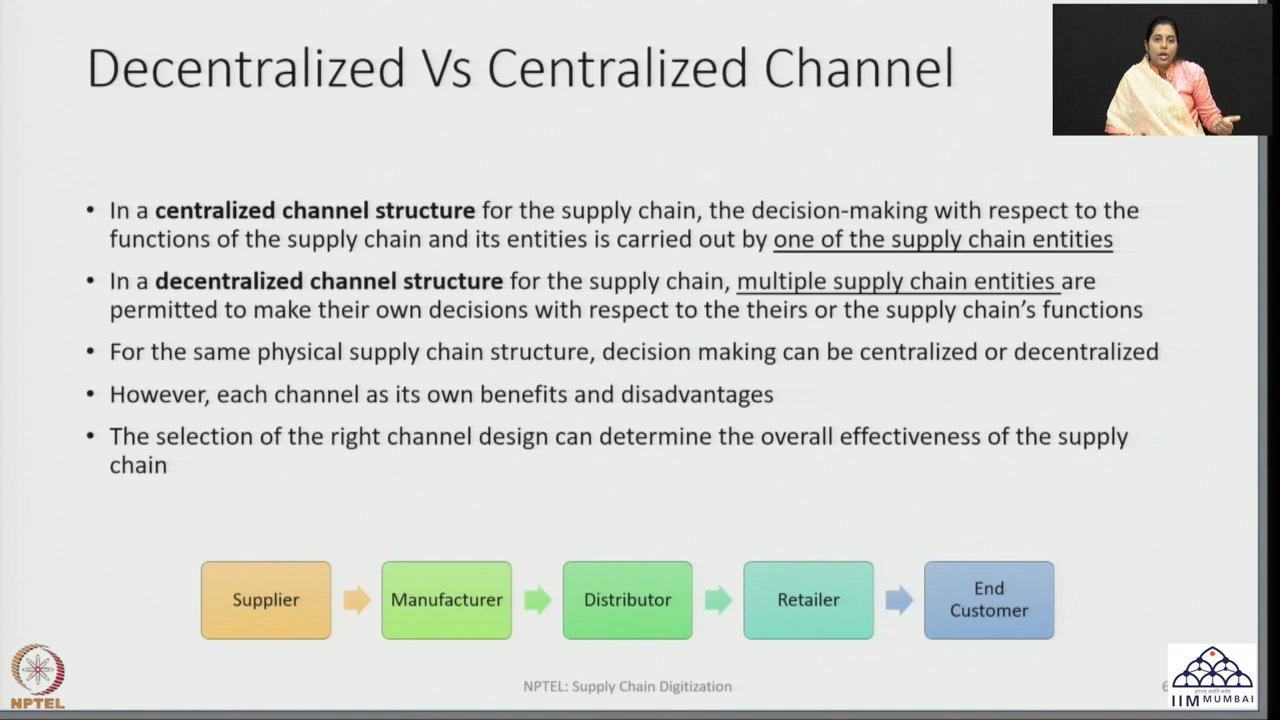 Decentralized Vs Centralized Channel
• In a centralized channel structure for the supply chain, the decision-making with respect to the
functions of the supply chain and its entities is carried out by one of the supply chain entities
• In a decentralized channel structure for the supply chain, multiple supply chain entities are
permitted to make their own decisions with respect to the theirs or the supply chain's functions
• For the same physical supply chain structure, decision making can be centralized or decentralized
• However, each channel as its own benefits and disadvantages
• The selection of the right channel design can determine the overall effectiveness of the supply
chain
Supplier
Manufacturer
Distributor
Retailer
End
Customer
NPTEL
NPTEL: Supply Chain Digitization
IIM MUMBAI